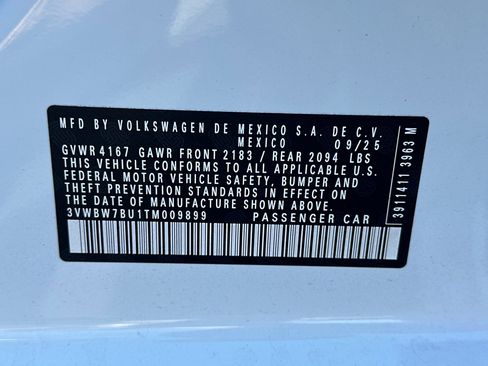 MFD BY VOLKSWAGEN DE MEXICO S.A. DE C.V.
MEXICO 09/25
GVWR 4167 GAWR FRONT 2183 / REAR 2094 LBS
THIS VEHICLE CONFORMS TO ALL APPLICABLE U.S.
FEDERAL MOTOR VEHICLE SAFETY, BUMPER AND
THEFT PREVENTION STANDARDS IN EFFECT ON
THE DATE OF MANUFACTURE SHOWN ABOVE.
3VWBW7BU1TM009899 PASSENGER CAR
3911411 3963 M